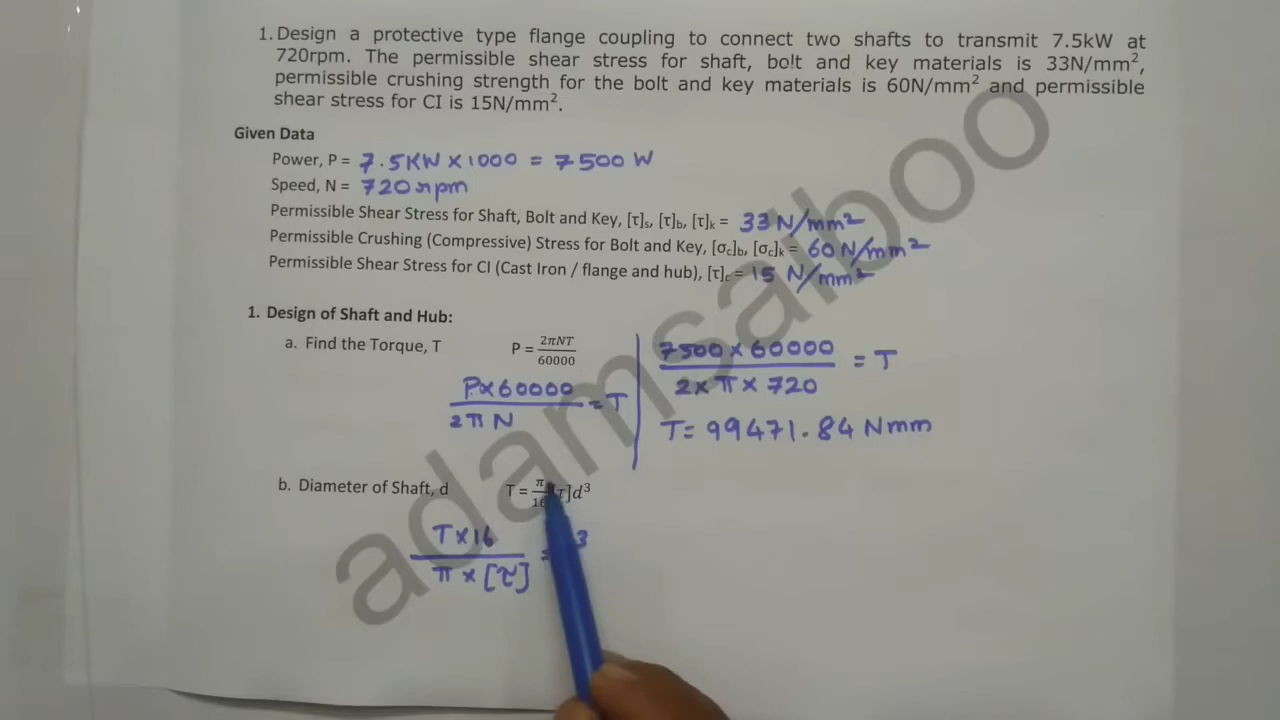 1. Design a protective type flange coupling to connect two shafts to transmit 7.5kW at
720rpm. The permissible shear stress for shaft, bolt and key materials is 33N/mm²,
permissible crushing strength for the bolt and key materials is 60N/mm² and permissible
shear stress for CI is 15N/mm².
Given Data
Power, P = 7.5KW × 1000 = 7500 W
Speed, N = 720 rpm
Permissible Shear Stress for Shaft, Bolt and Key, [τ]s, [τ]b, [τ]k = 33 N/mm²
Permissible Crushing (Compressive) Stress for Bolt and Key, [σc]b, [σc]k = 60 N/mm²
Permissible Shear Stress for CI (Cast Iron / flange and hub), [τ]c = 15 N/mm²
1. Design of Shaft and Hub:
a. Find the Torque, T P = 2πNT / 60000
P × 60000 / 2πN = T
7500 × 60000 / 2 × π × 720 = T
T = 99471.84 Nmm
b. Diameter of Shaft, d T = π / 16 τ]d³
T × 16 / π × [τ] = 3
adamsaiboo